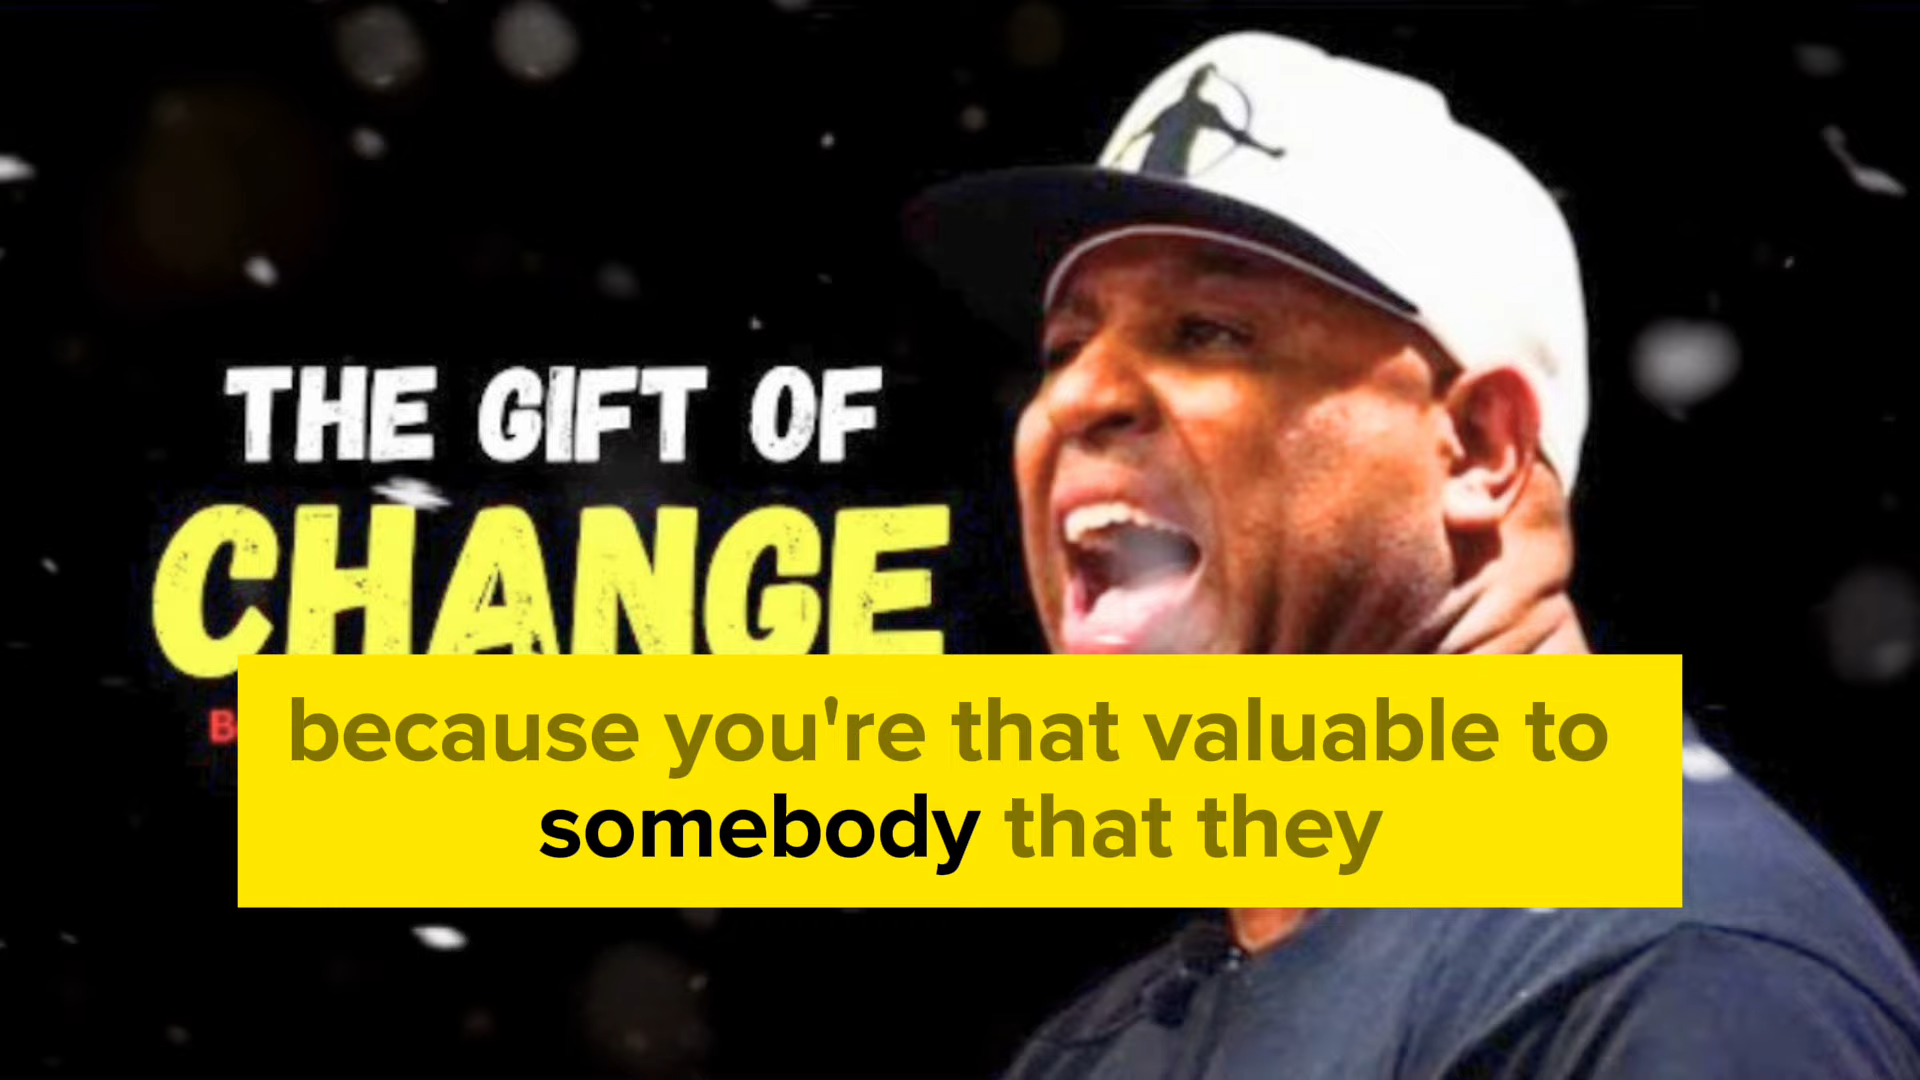 THE GIFT OF
CHANGE
because you're that valuable to
somebody that they